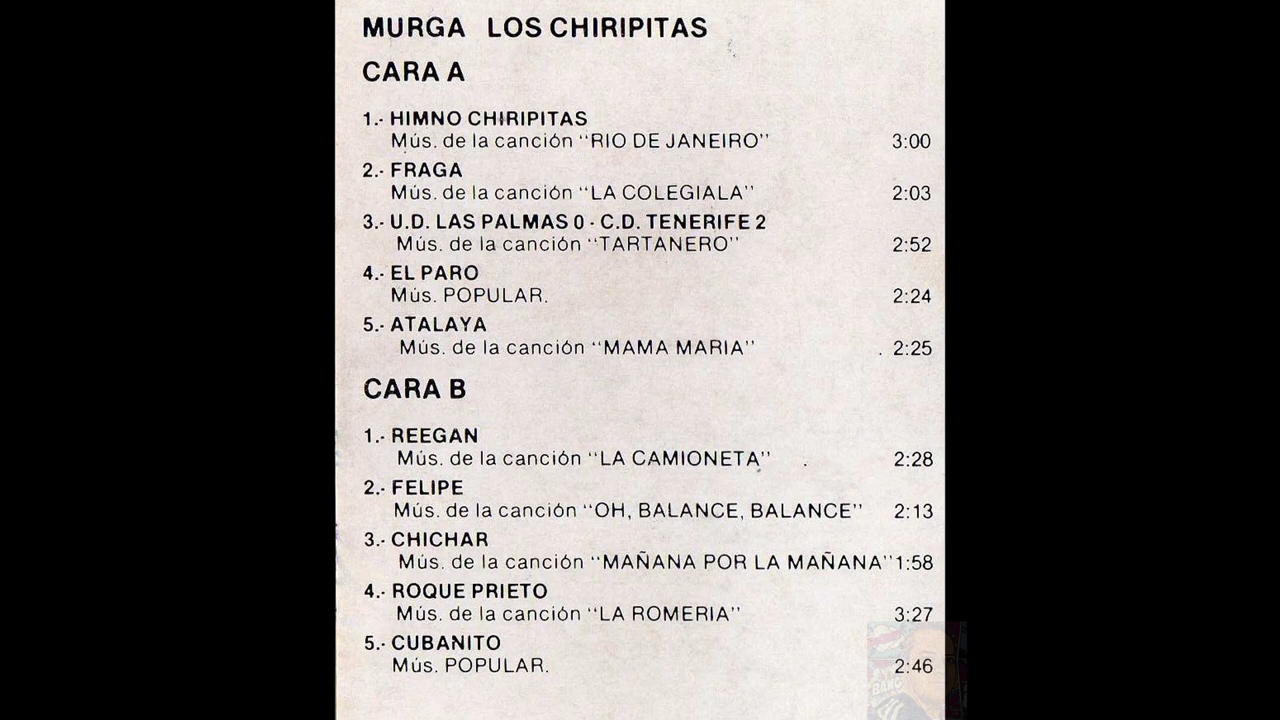 MURGA LOS CHIRIPITAS
CARA A
1.- HIMNO CHIRIPITAS
Mús. de la canción "RIO DE JANEIRO" 3:00
2.- FRAGA
Mús. de la canción "LA COLEGIALA" 2:03
3.- U.D. LAS PALMAS 0 - C.D. TENERIFE 2
Mús. de la canción "TARTANERO" 2:52
4.- EL PARO
Mús. POPULAR. 2:24
5.- ATALAYA
Mús. de la canción "MAMA MARIA" 2:25
CARA B
1.- REEGAN
Mús. de la canción "LA CAMIONETA" 2:28
2.- FELIPE
Mús. de la canción "OH, BALANCE, BALANCE" 2:13
3.- CHICHAR
Mús. de la canción "MAÑANA POR LA MAÑANA" 1:58
4.- ROQUE PRIETO
Mús. de la canción "LA ROMERIA" 3:27
5.- CUBANITO
Mús. POPULAR. 2:46
BANG